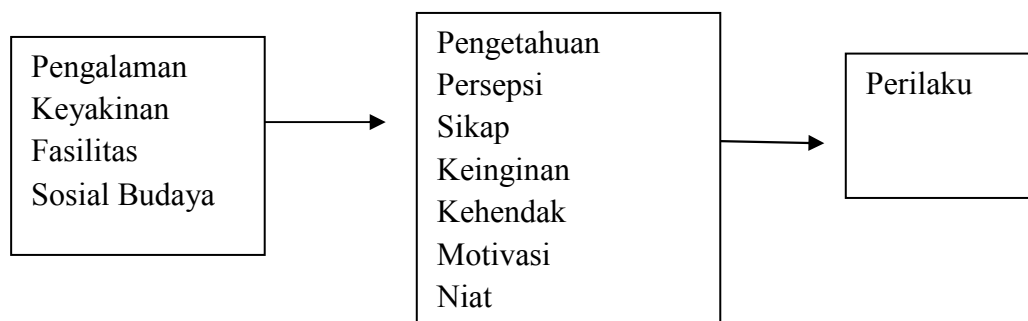 Pengalaman
Keyakinan
Fasilitas
Sosial Budaya
Pengetahuan
Persepsi
Sikap
Keinginan
Kehendak
Motivasi
Niat
Perilaku